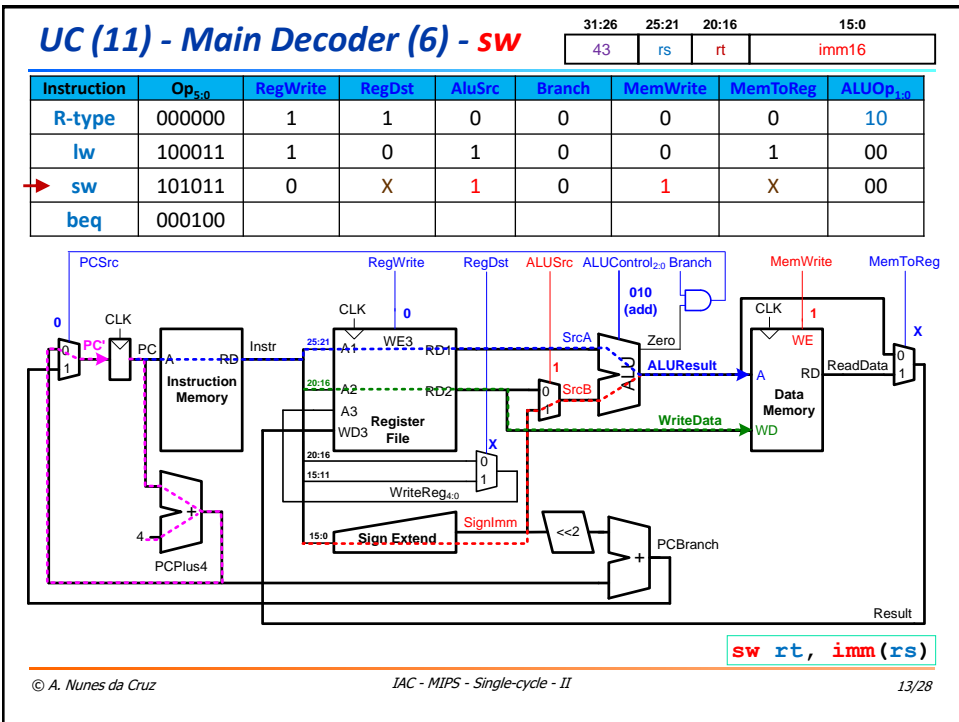 UC (11) - Main Decoder (6) - sw
31:26 25:21 20:16 15:0
43 rs rt imm16
Instruction Op5:0 RegWrite RegDst AluSrc Branch MemWrite MemToReg ALUOp1:0
R-type 000000 1 1 0 0 0 0 10
lw 100011 1 0 1 0 0 1 00
sw 101011 0 X 1 0 1 X 00
beq 000100
PCSrc RegWrite RegDst ALUSrc ALUControl2:0 Branch MemWrite MemToReg
010
(add)
0 CLK CLK 0 CLK 1 X
PC' PC A RD Instr 25:21 A1 WE3 RD1 SrcA Zero WE
0 1 Instruction Memory 1 ALU ALUResult A RD ReadData 0 1
20:16 A2 RD2 0 1 SrcB Data Memory
A3 Register File WriteData WD
WD3 X
20:16 0
15:11 1
WriteReg4:0
+ SignImm
4 15:0 Sign Extend <<2 PCBranch
PCPlus4 +
Result
sw rt, imm(rs)
© A. Nunes da Cruz IAC - MIPS - Single-cycle - II 13/28